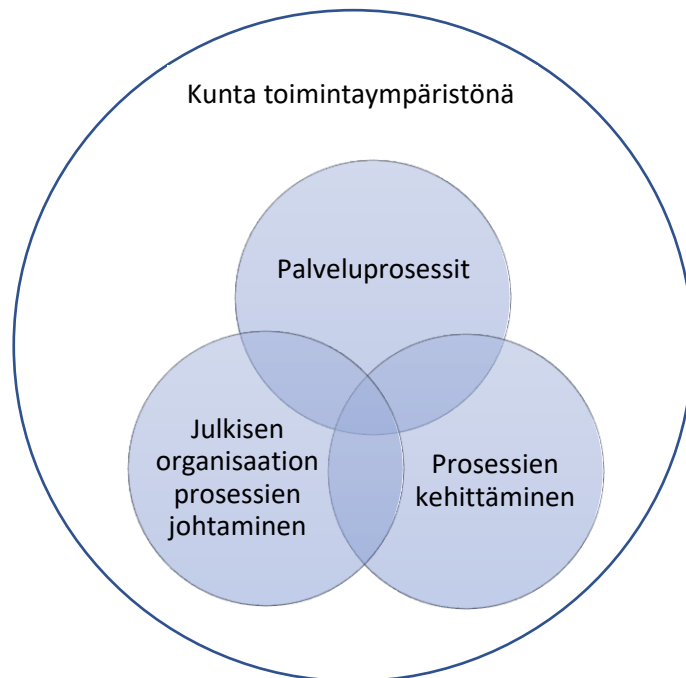 Kunta toimintaympäristönä
Palveluprosessit
Julkisen
organisaation
prosessien
johtaminen
Prosessien
kehittäminen